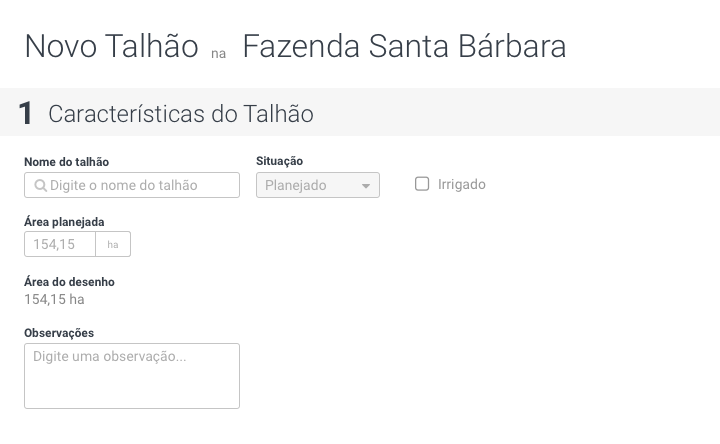 Novo Talhão na Fazenda Santa Bárbara
1 Características do Talhão
Nome do talhão Situação
Digite o nome do talhão Planejado Irrigado
Área planejada
154,15 ha
Área do desenho
154,15 ha
Observações
Digite uma observação...